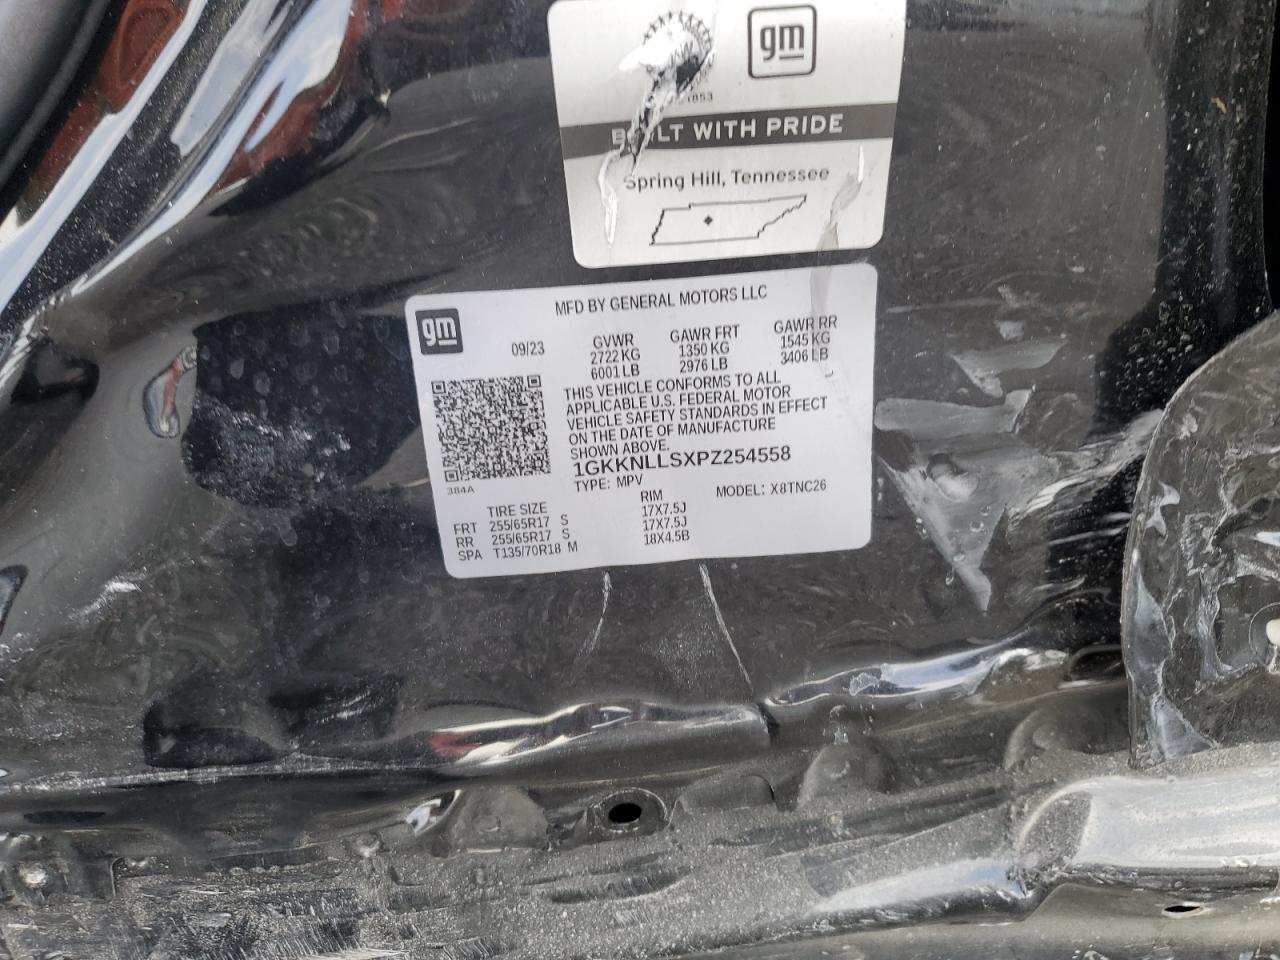 gm
1853
BUILT WITH PRIDE
Spring Hill, Tennessee
gm
MFD BY GENERAL MOTORS LLC
09/23
GVWR GAWR FRT GAWR RR
2722 KG 1350 KG 1545 KG
6001 LB 2976 LB 3406 LB
THIS VEHICLE CONFORMS TO ALL
APPLICABLE U.S. FEDERAL MOTOR
VEHICLE SAFETY STANDARDS IN EFFECT
ON THE DATE OF MANUFACTURE
SHOWN ABOVE.
1GKKNLLSXPZ254558
TYPE: MPV MODEL: X8TNC26
384A
TIRE SIZE RIM
FRT 255/65R17 S 17X7.5J
RR 255/65R17 S 17X7.5J
SPA T135/70R18 M 18X4.5B